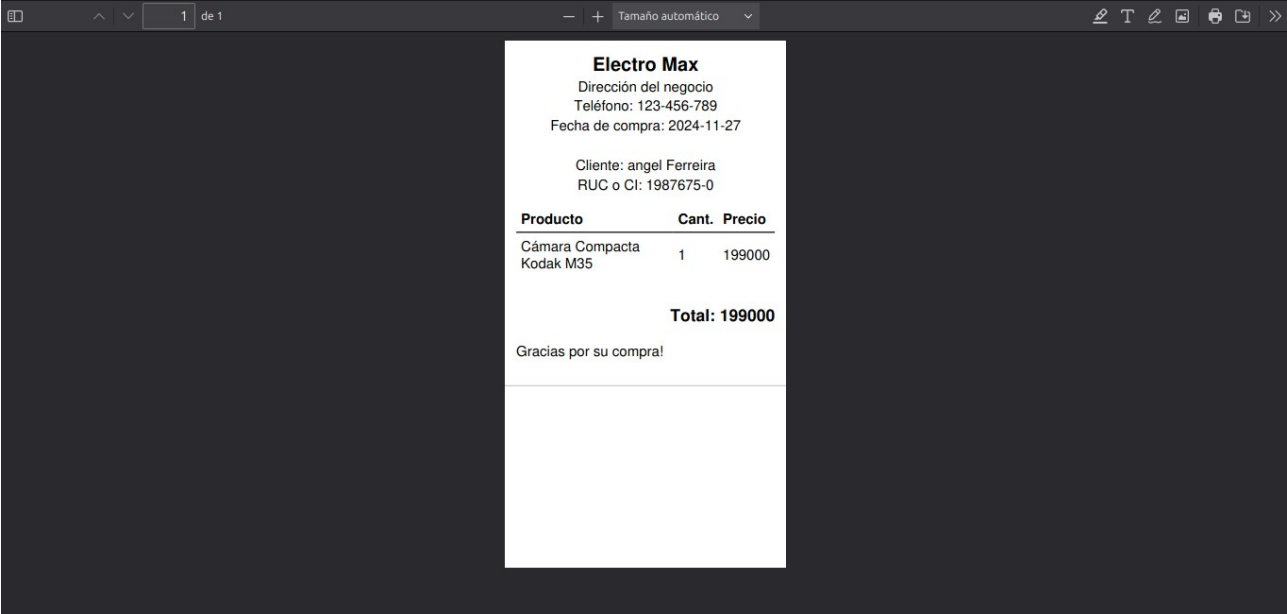 1 de 1
Tamaño automático
Electro Max
Dirección del negocio
Teléfono: 123-456-789
Fecha de compra: 2024-11-27
Cliente: angel Ferreira
RUC o CI: 1987675-0
Producto Cant. Precio
Cámara Compacta
Kodak M35 1 199000
Total: 199000
Gracias por su compra!